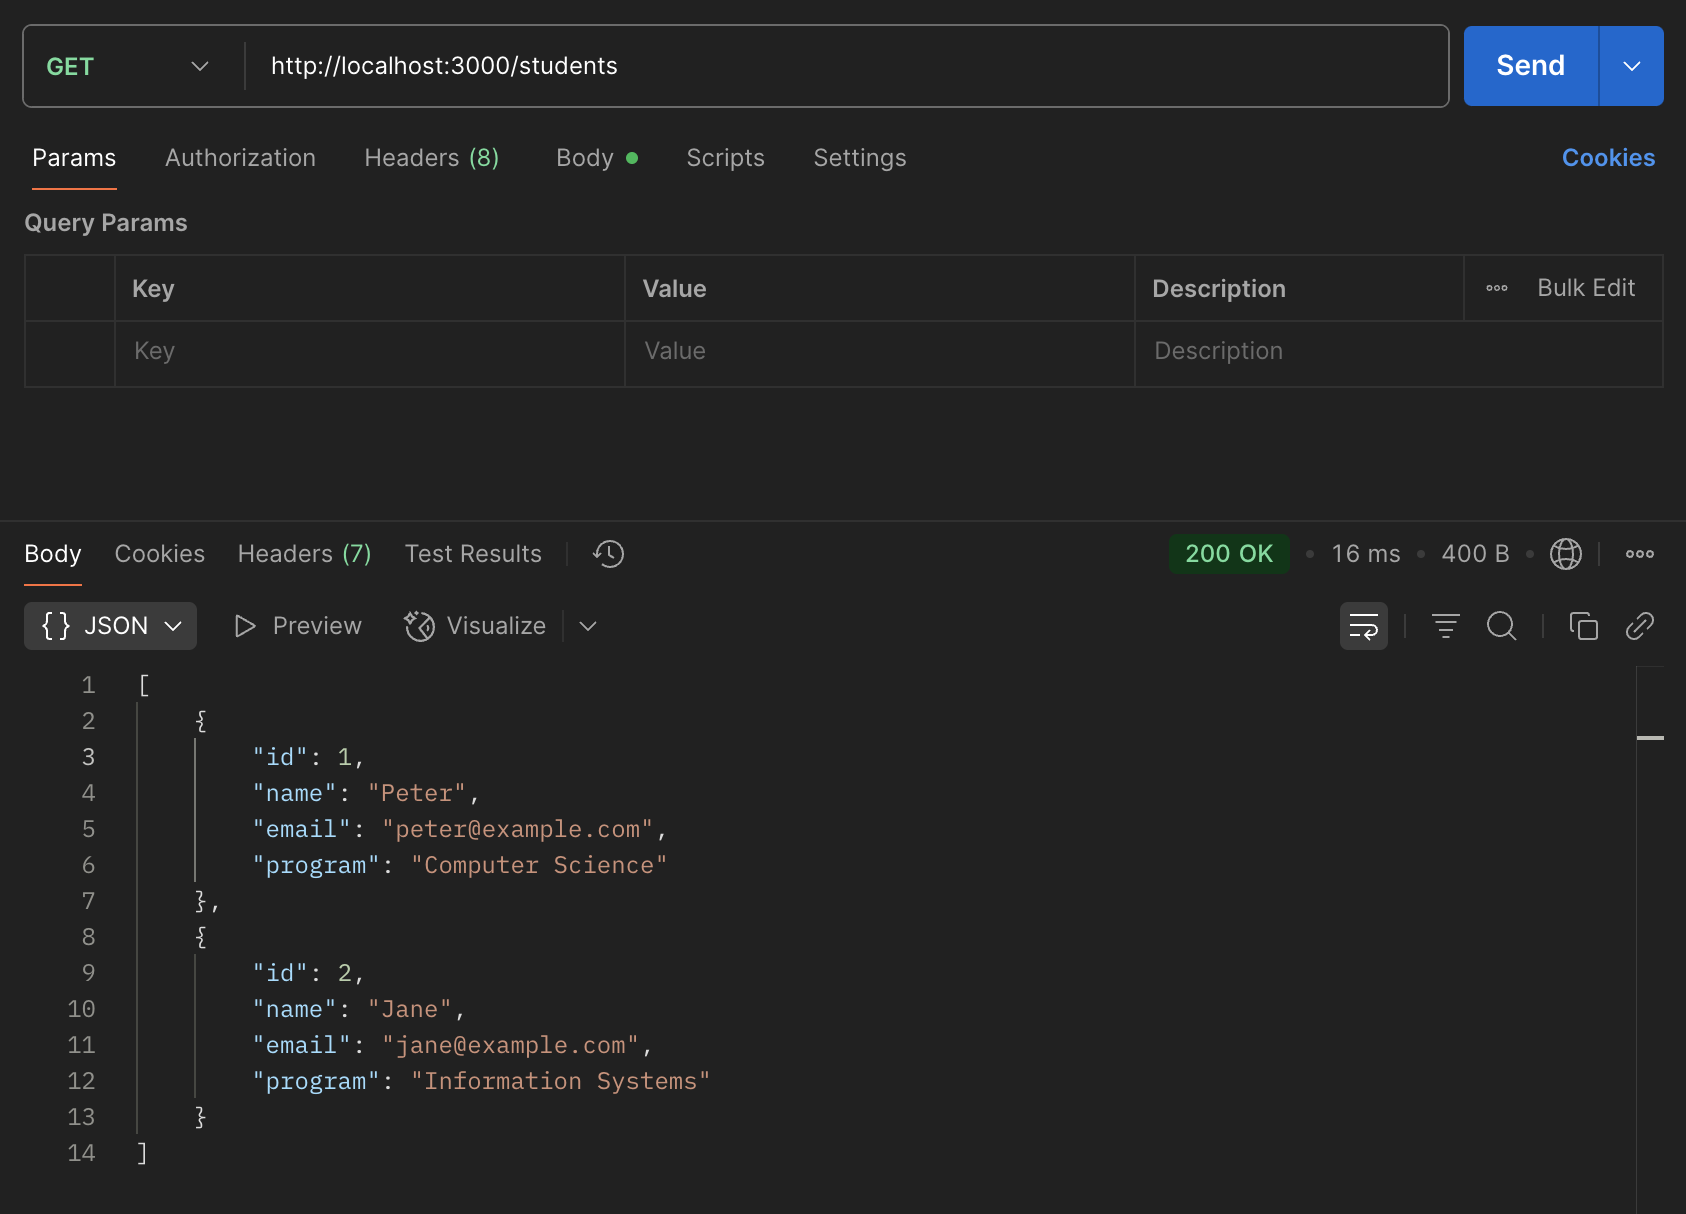 GET http://localhost:3000/students Send
Params Authorization Headers (8) Body Scripts Settings Cookies
Query Params
Key Value Description Bulk Edit
Key Value Description
Body Cookies Headers (7) Test Results 200 OK 16 ms 400 B
{} JSON Preview Visualize
1 [
2 {
3 "id": 1,
4 "name": "Peter",
5 "email": "peter@example.com",
6 "program": "Computer Science"
7 },
8 {
9 "id": 2,
10 "name": "Jane",
11 "email": "jane@example.com",
12 "program": "Information Systems"
13 }
14 ]